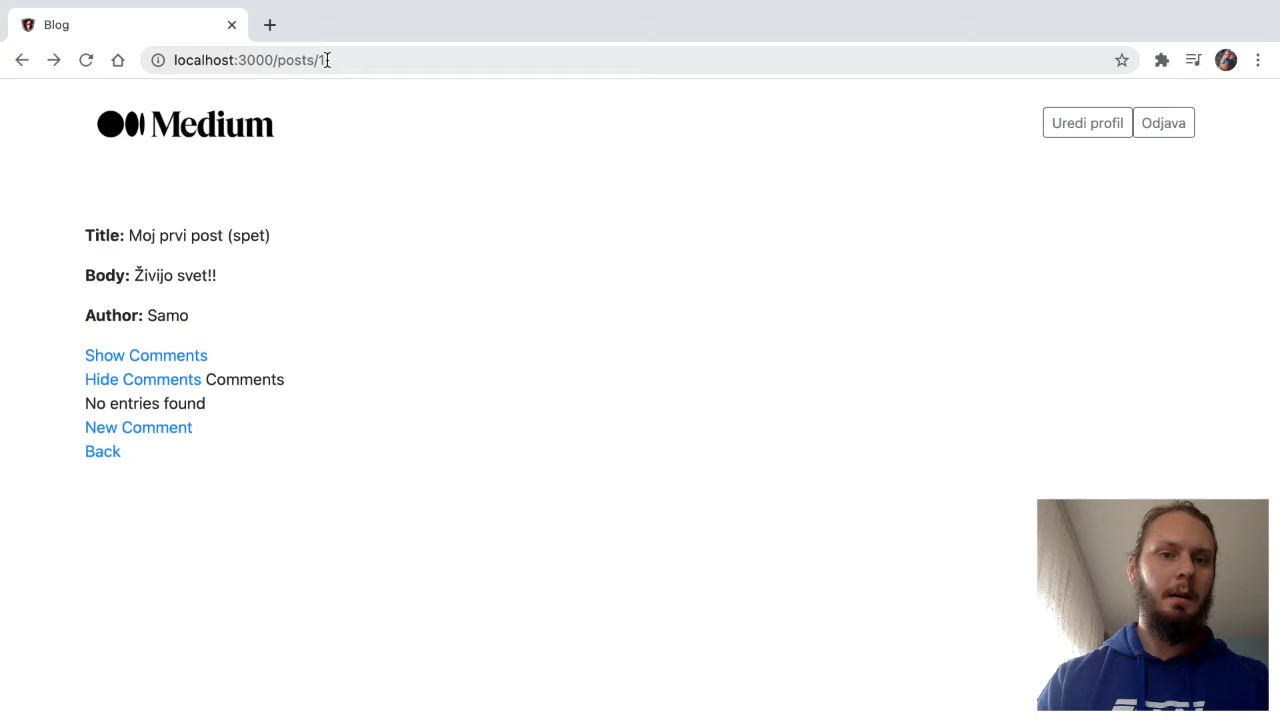 Blog
localhost:3000/posts/1
Medium
Uredi profil Odjava
Title: Moj prvi post (spet)
Body: Živijo svet!!
Author: Samo
Show Comments
Hide Comments Comments
No entries found
New Comment
Back